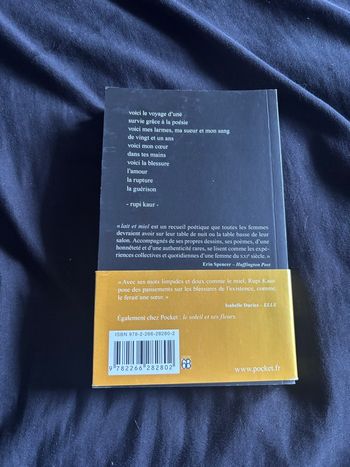 voici le voyage d'une
survie grâce à la poésie
voici mes larmes, ma sueur et mon sang
de vingt et un ans
voici mon cœur
dans tes mains
voici la blessure
l'amour
la rupture
la guérison
- rupi kaur -
« lait et miel est un recueil poétique que toutes les femmes
devraient avoir sur leur table de nuit ou la table basse de leur
salon. Accompagnés de ses propres dessins, ses poèmes, d'une
honnêteté et d'une authenticité rares, se lisent comme les expé-
riences collectives et quotidiennes d'une femme du XXIe siècle. »
Erin Spencer – Huffington Post
« Avec ses mots limpides et doux comme le miel, Rupi Kaur
pose des pansements sur les blessures de l'existence, comme
le ferait une sœur. »
Isabelle Duriez – ELLE
Également chez Pocket : le soleil et ses fleurs.
ISBN 978-2-266-28280-2
9 782266 282802
www.pocket.fr